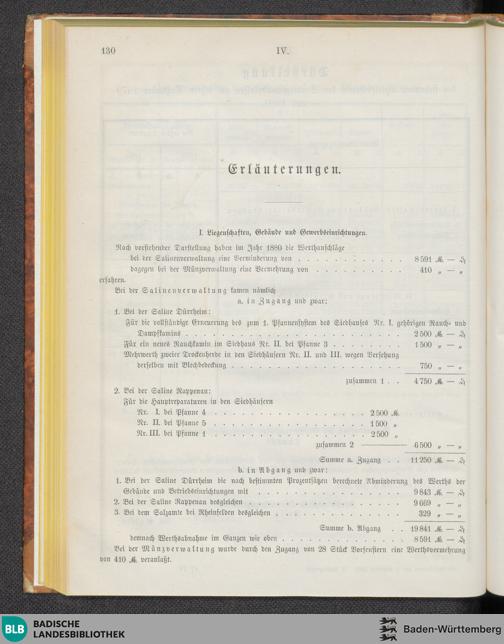 130 IV.
Erläuterungen.
I. Liegenschaften, Gebäude und Gewerbseinrichtungen.
Nach vorstehender Darstellung haben im Jahr 1880 die Werthanschläge
bei der Salinenverwaltung eine Verminderung von . . . . . . . . . . . . 8 591 ℳ — ₰
dagegen bei der Münzverwaltung eine Vermehrung von . . . . . . . . . . 410 „ — „
erfahren.
Bei der Salinenverwaltung kamen nämlich
a. in Zugang und zwar:
1. Bei der Saline Dürrheim:
Für die vollständige Erneuerung des zum 1. Pfannensystem des Siedhauses Nr. I. gehörigen Rauch- und
Dampfkamins . . . . . . . . . . . . . . . . . . . . . . 2 500 ℳ — ₰
Für ein neues Rauchkamin im Siedhaus Nr. II. bei Pfanne 3 . . . . . . . . 1 500 „ — „
Mehrwerth zweier Trockenherde in den Siedhäusern Nr. II. und III. wegen Versehung
derselben mit Blechbedeckung . . . . . . . . . . . . . . . . . 750 „ — „
zusammen 1 . . 4 750 ℳ — ₰
2. Bei der Saline Rappenau:
Für die Hauptreparaturen in den Siedhäusern
Nr. I. bei Pfanne 4 . . . . . . . . . . . . . . . . 2 500 ℳ
Nr. II. bei Pfanne 5 . . . . . . . . . . . . . . . . 1 500 „
Nr. III. bei Pfanne 1 . . . . . . . . . . . . . . . . 2 500 „
zusammen 2 6 500 „ — „
Summe a. Zugang . . 11 250 ℳ — ₰
b. in Abgang und zwar:
1. Bei der Saline Dürrheim die nach bestimmten Prozentsätzen berechnete Abminderung des Werths der
Gebäude und Betriebseinrichtungen mit . . . . . . . . . . . . . . . 9 843 ℳ — ₰
2. Bei der Saline Rappenau desgleichen . . . . . . . . . . . . . . . 9 669 „ — „
3. Bei dem Salzamte bei Rheinfelden desgleichen . . . . . . . . . . . . . 329 „ — „
Summe b. Abgang . . 19 841 ℳ — ₰
demnach Werthsabnahme im Ganzen wie oben . . . . . . . . . . . . 8 591 ℳ — ₰
Bei der Münzverwaltung wurde durch den Zugang von 28 Stück Vorfenstern eine Werthsvermehrung
von 410 ℳ veranlaßt.
BLB BADISCHE
LANDESBIBLIOTHEK
Baden-Württemberg